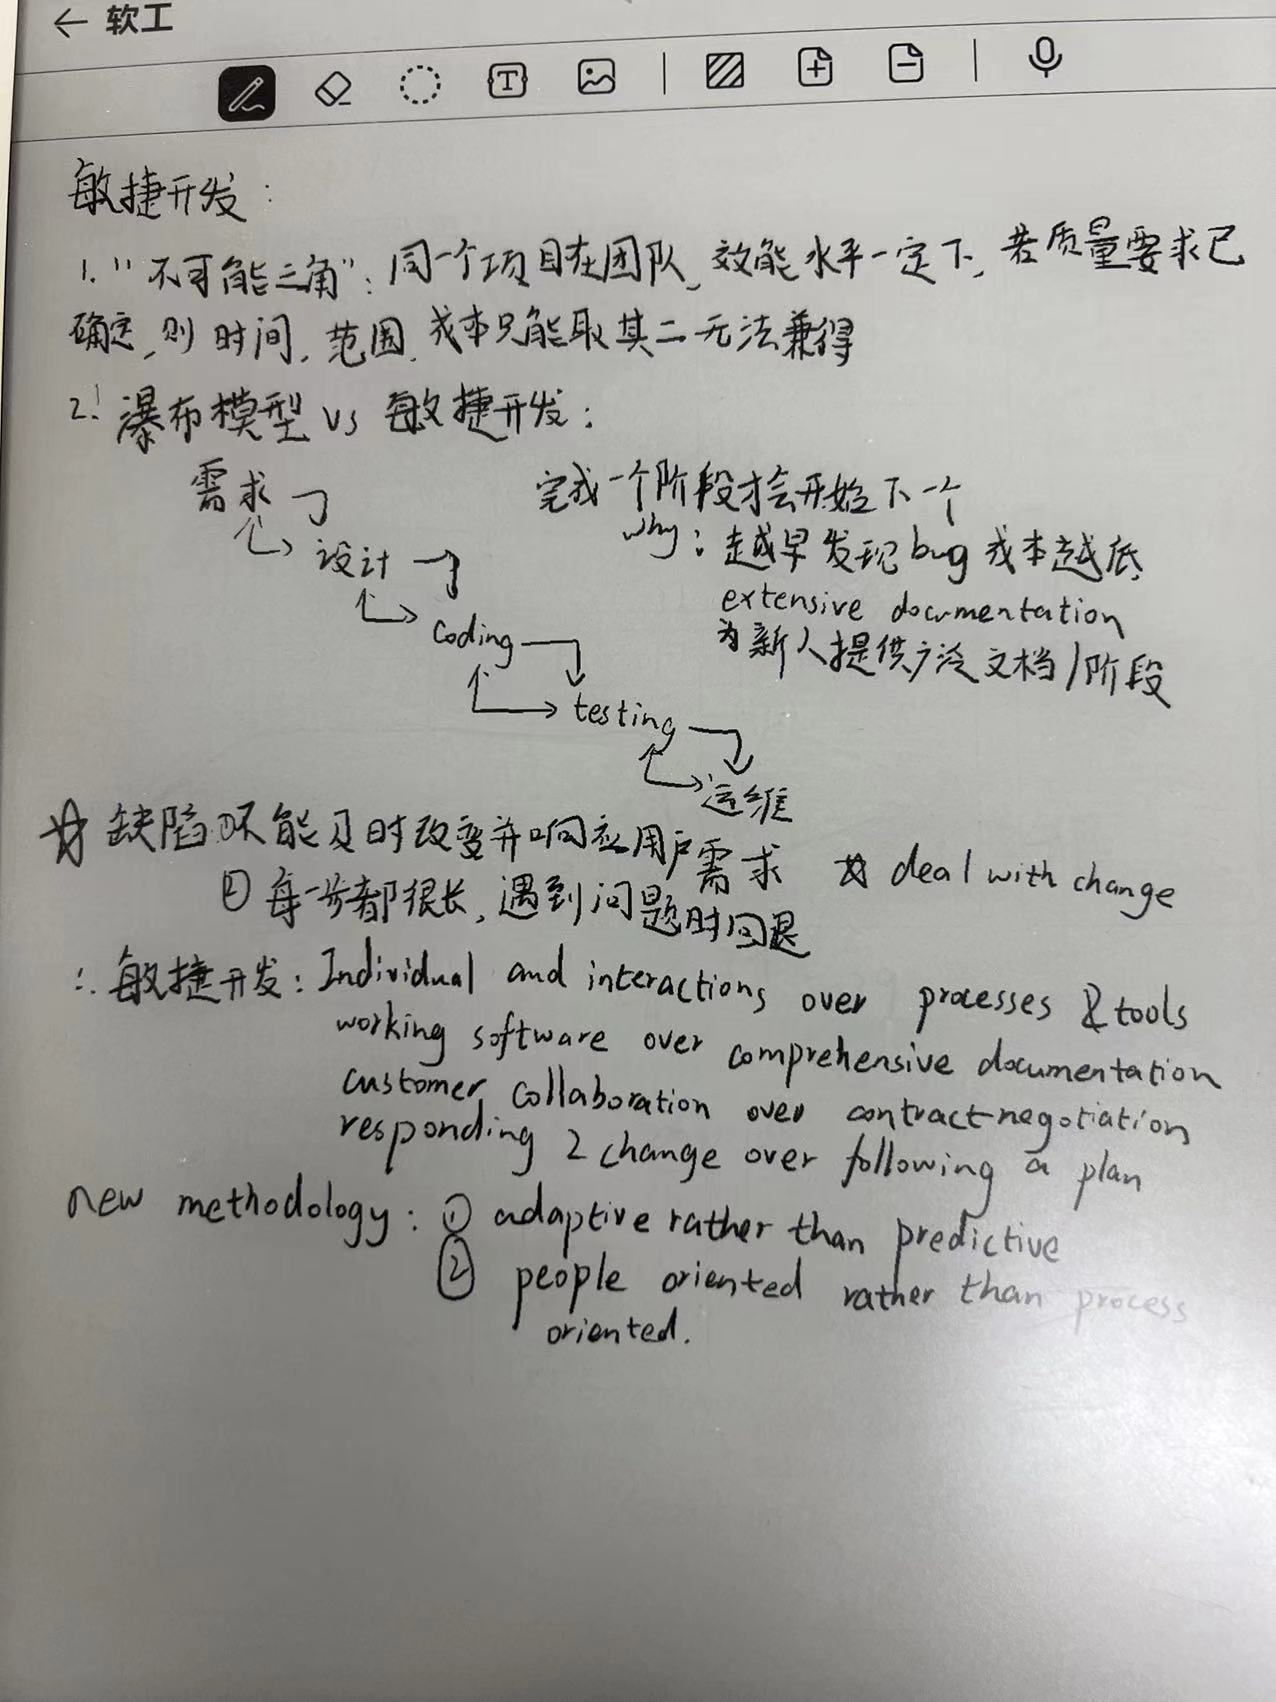 软工
敏捷开发:
1. "不可能三角": 同一个项目在团队、效能水平一定下, 若质量要求已
确定, 则时间, 范围, 成本只能取其二无法兼得
2. 瀑布模型 vs 敏捷开发:
需求
完成一个阶段才会开始下一个
设计
why: 越早发现bug成本越低
extensive documentation
coding
为新人提供广泛文档/阶段
testing
运维
☆ 缺陷①不能及时改变并响应用户需求 ☆ deal with change
② 每一步都很长, 遇到问题时回退
∴ 敏捷开发: Individual and interactions over processes & tools
working software over comprehensive documentation
customer collaboration over contract negotiation
responding 2 change over following a plan
new methodology: ① adaptive rather than predictive
② people oriented rather than process
oriented.